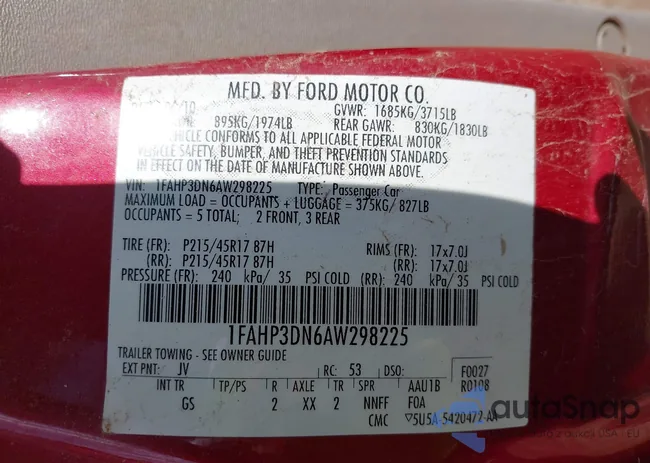 MFD. BY FORD MOTOR CO.
GVWR: 1685KG/3715LB
895KG/1974LB REAR GAWR: 830KG/1830LB
VEHICLE CONFORMS TO ALL APPLICABLE FEDERAL MOTOR
VEHICLE SAFETY, BUMPER, AND THEFT PREVENTION STANDARDS
IN EFFECT ON THE DATE OF MANUFACTURE SHOWN ABOVE.
VIN: 1FAHP3DN6AW298225 TYPE: Passenger Car
MAXIMUM LOAD = OCCUPANTS + LUGGAGE = 375KG/ 827LB
OCCUPANTS = 5 TOTAL; 2 FRONT, 3 REAR
TIRE (FR): P215/45R17 87H RIMS (FR): 17x7.0J
(RR): P215/45R17 87H (RR): 17x7.0J
PRESSURE (FR): 240 kPa/ 35 PSI COLD (RR): 240 kPa/ 35 PSI COLD
1FAHP3DN6AW298225
TRAILER TOWING - SEE OWNER GUIDE
EXT PNT: JV RC: 53 DSO: F0027
R0108
INT TR TP/PS R AXLE TR SPR AAU1B
GS 2 XX 2 NNFF F0A
CMC
autoSnap